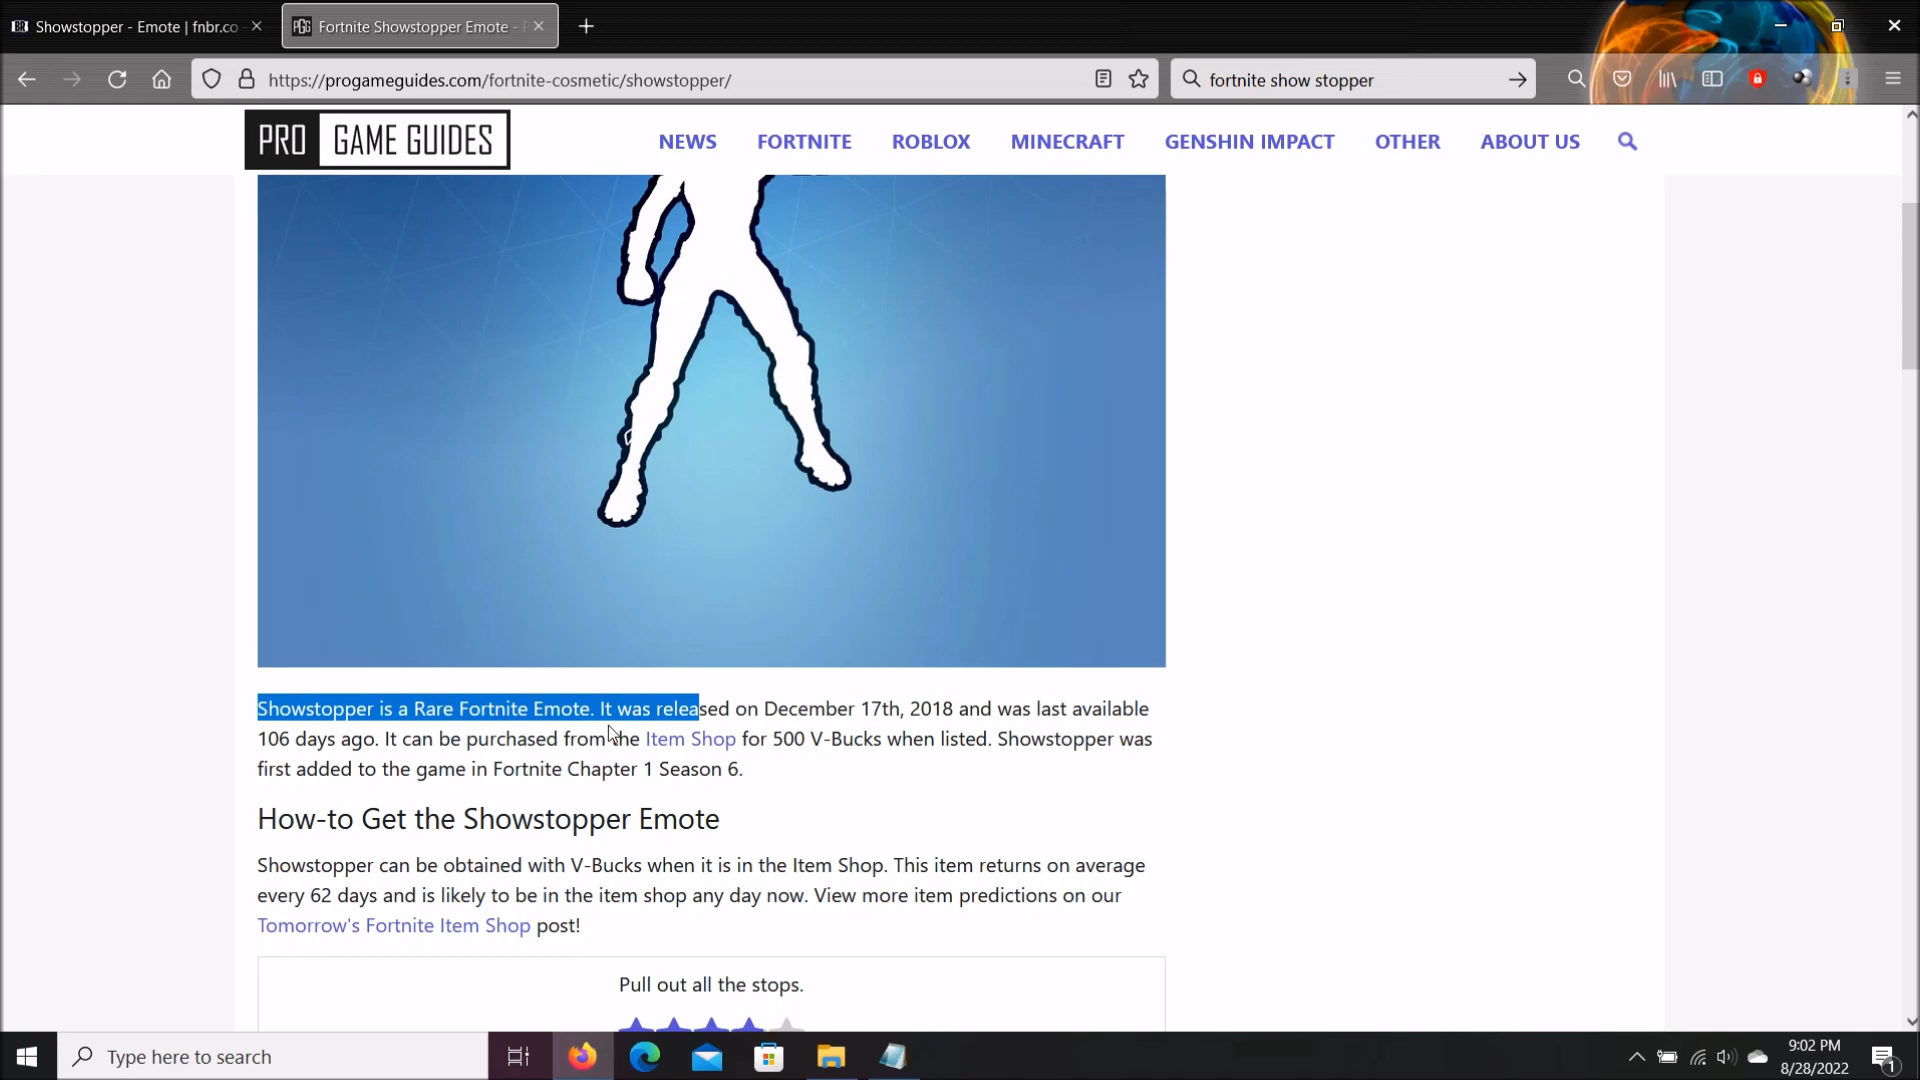 Showstopper - Emote | fnbr.co -
Fortnite Showstopper Emote - P
https://progameguides.com/fortnite-cosmetic/showstopper/
fortnite show stopper
PRO GAME GUIDES
NEWS FORTNITE ROBLOX MINECRAFT GENSHIN IMPACT OTHER ABOUT US
Showstopper is a Rare Fortnite Emote. It was released on December 17th, 2018 and was last available
106 days ago. It can be purchased from the Item Shop for 500 V-Bucks when listed. Showstopper was
first added to the game in Fortnite Chapter 1 Season 6.
How-to Get the Showstopper Emote
Showstopper can be obtained with V-Bucks when it is in the Item Shop. This item returns on average
every 62 days and is likely to be in the item shop any day now. View more item predictions on our
Tomorrow's Fortnite Item Shop post!
Pull out all the stops.
Type here to search
9:02 PM
8/28/2022
1